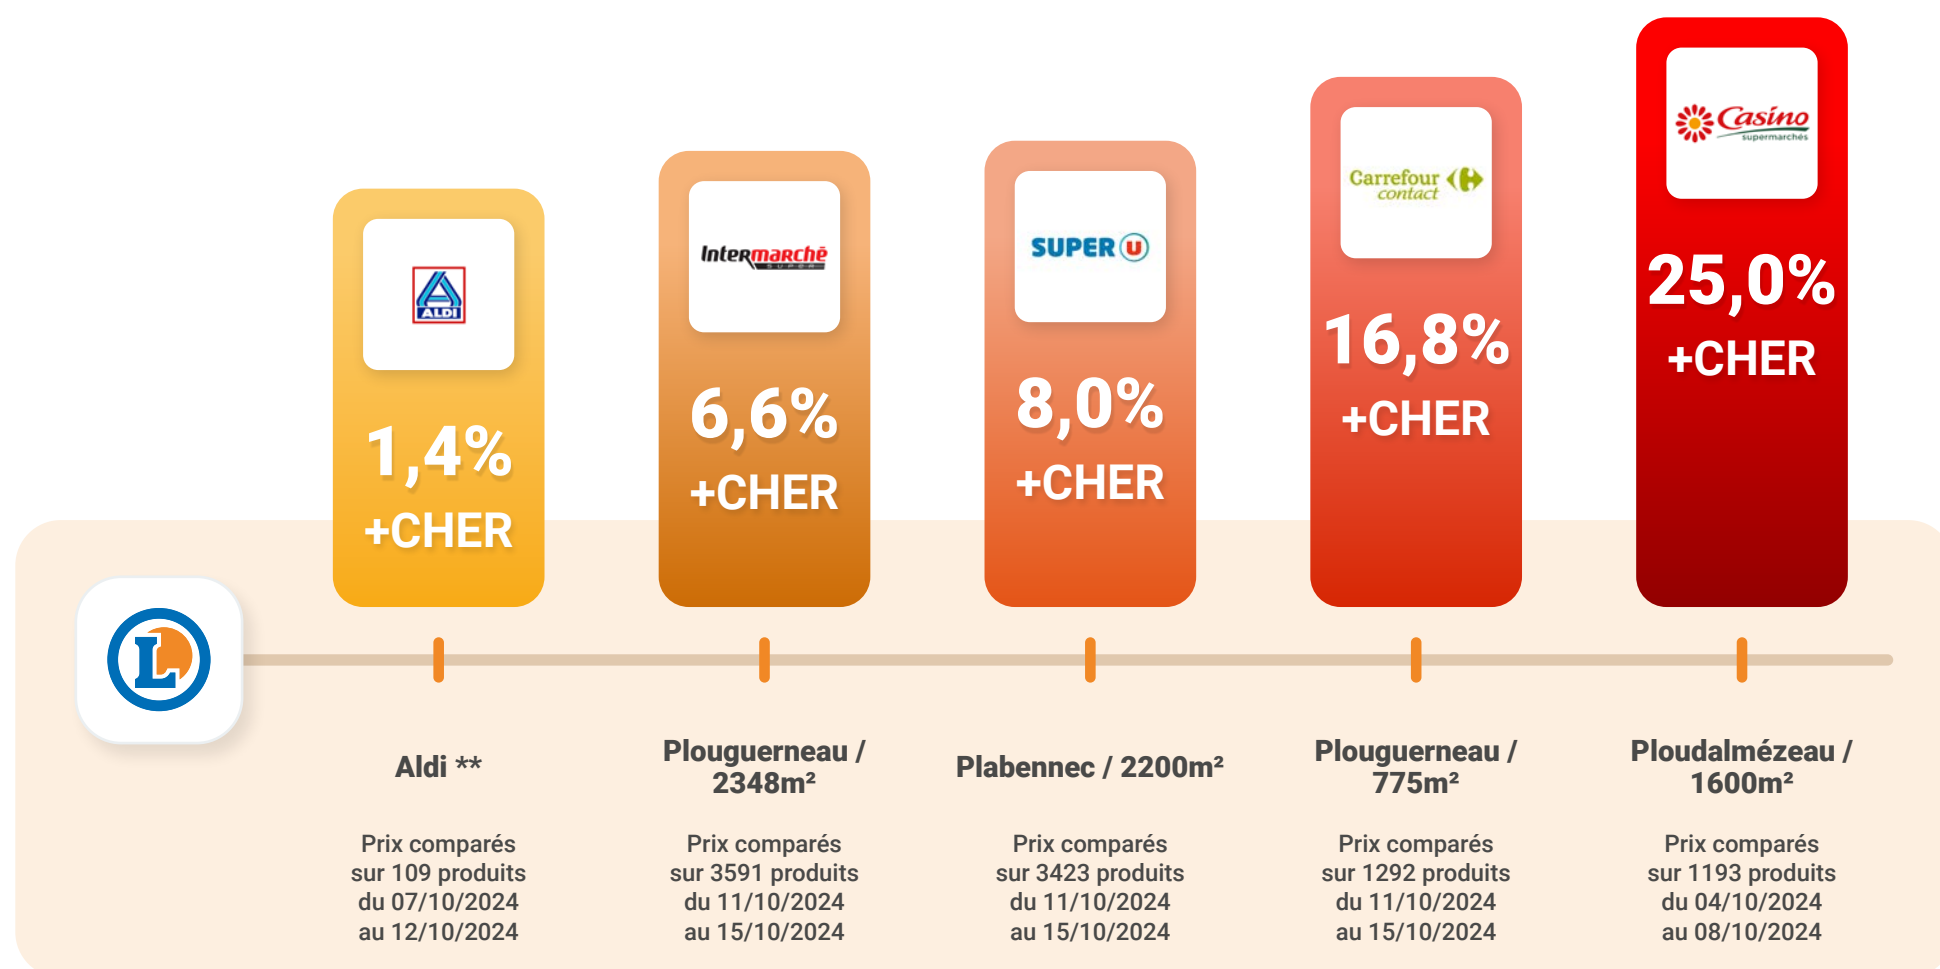 ALDI
1,4%
+CHER
Intermarchē
SUPER
6,6%
+CHER
SUPER U
8,0%
+CHER
Carrefour
contact
16,8%
+CHER
Casino
supermarchés
25,0%
+CHER
L
Aldi **
Prix comparés
sur 109 produits
du 07/10/2024
au 12/10/2024
Plouguerneau /
2348m²
Prix comparés
sur 3591 produits
du 11/10/2024
au 15/10/2024
Plabennec / 2200m²
Prix comparés
sur 3423 produits
du 11/10/2024
au 15/10/2024
Plouguerneau /
775m²
Prix comparés
sur 1292 produits
du 11/10/2024
au 15/10/2024
Ploudalmézeau /
1600m²
Prix comparés
sur 1193 produits
du 04/10/2024
au 08/10/2024